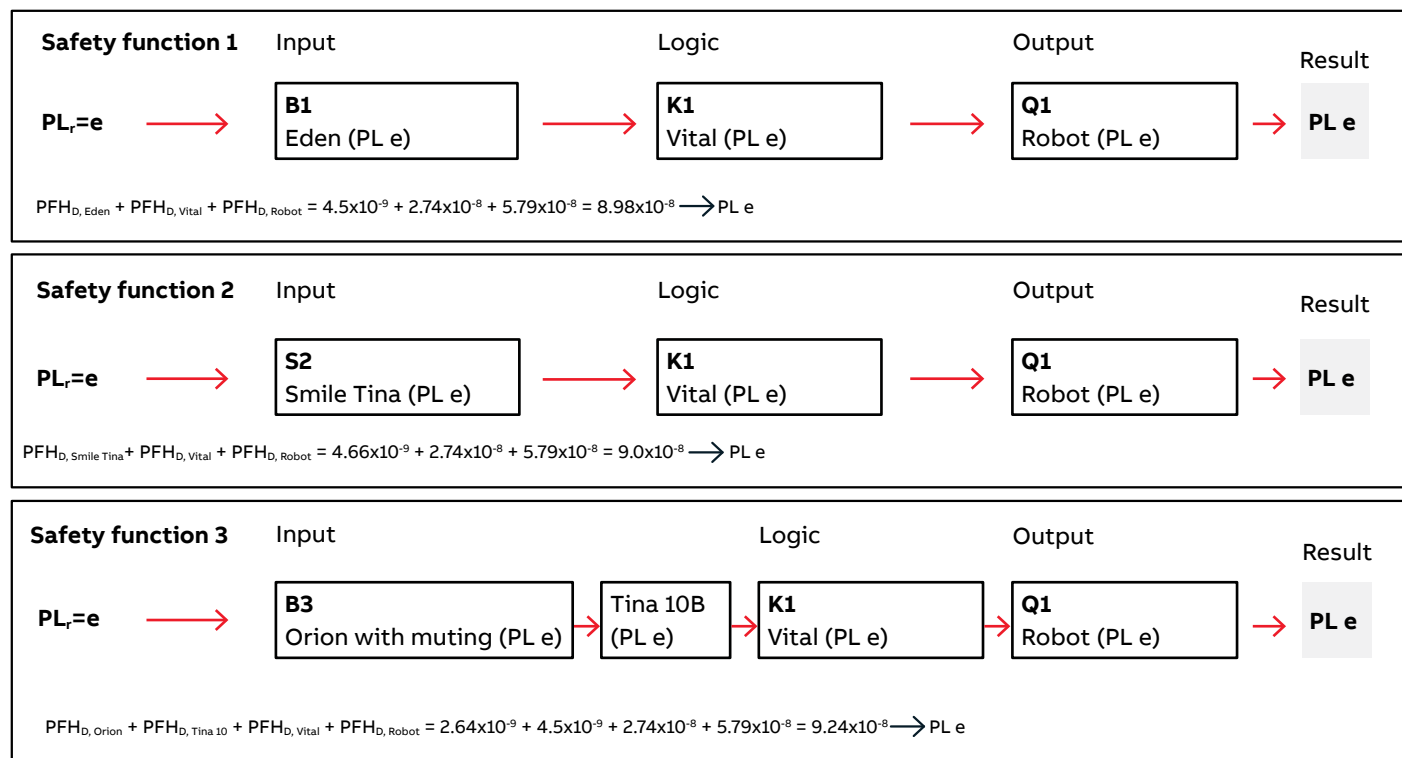 Safety function 1 Input Logic Output
Result
PLr=e
B1
Eden (PL e)
K1
Vital (PL e)
Q1
Robot (PL e)
PL e
PFHD, Eden + PFHD, Vital + PFHD, Robot = 4.5x10⁻⁹ + 2.74x10⁻⁸ + 5.79x10⁻⁸ = 8.98x10⁻⁸ → PL e
Safety function 2 Input Logic Output
Result
PLr=e
S2
Smile Tina (PL e)
K1
Vital (PL e)
Q1
Robot (PL e)
PL e
PFHD, Smile Tina+ PFHD, Vital + PFHD, Robot = 4.66x10⁻⁹ + 2.74x10⁻⁸ + 5.79x10⁻⁸ = 9.0x10⁻⁸ → PL e
Safety function 3 Input Logic Output
Result
PLr=e
B3
Orion with muting (PL e)
Tina 10B
(PL e)
K1
Vital (PL e)
Q1
Robot (PL e)
PL e
PFHD, Orion + PFHD, Tina 10 + PFHD, Vital + PFHD, Robot = 2.64x10⁻⁹ + 4.5x10⁻⁹ + 2.74x10⁻⁸ + 5.79x10⁻⁸ = 9.24x10⁻⁸ → PL e